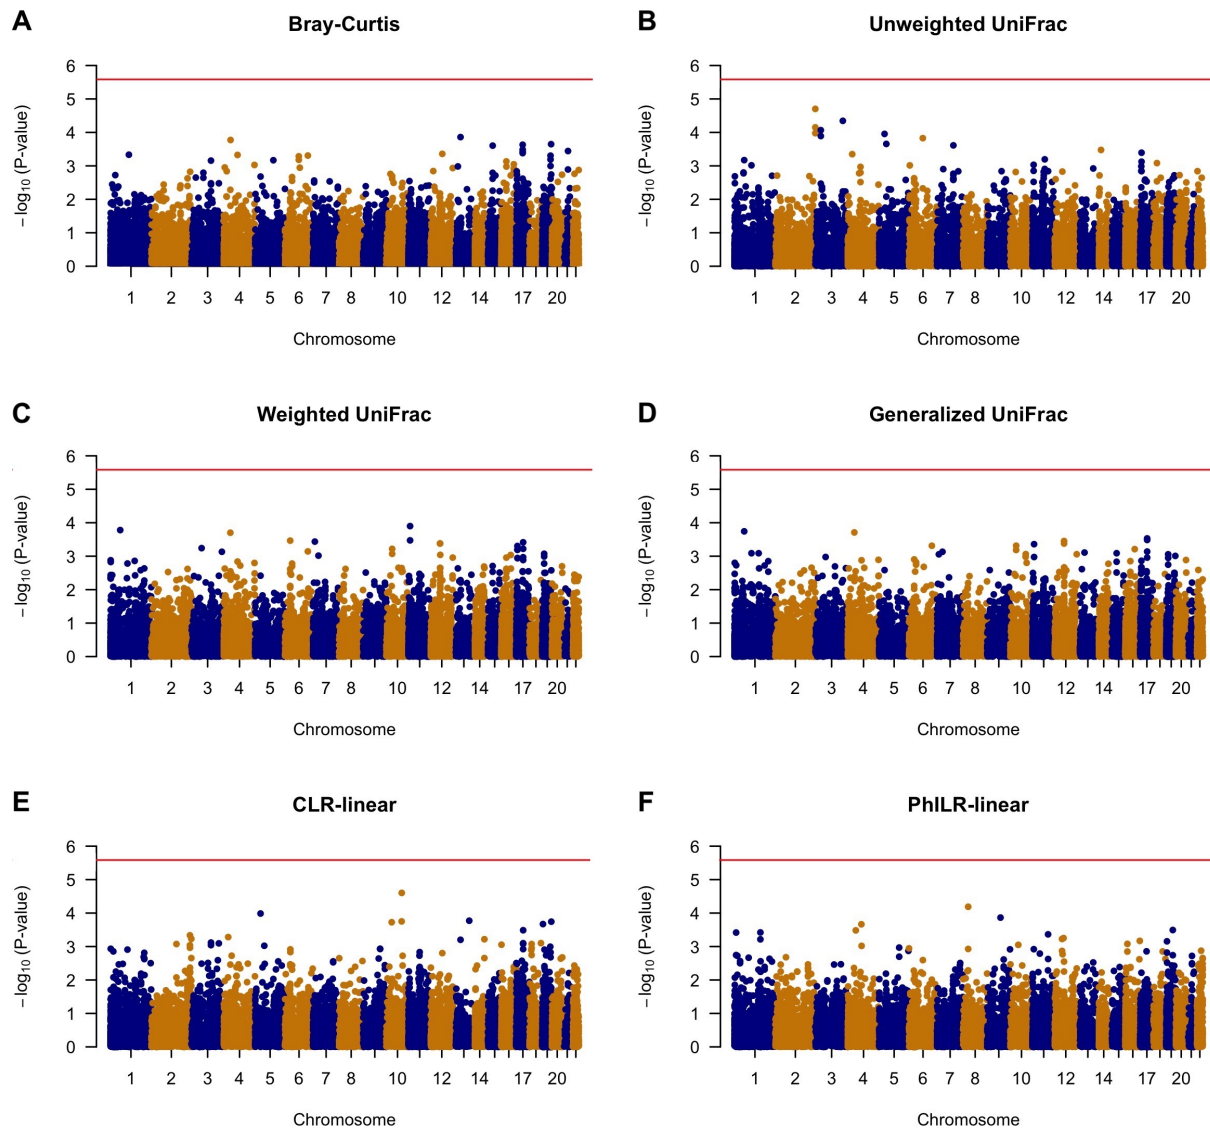 A Bray-Curtis
6
5
4
3
2
1
0
−log10 (P-value)
1 2 3 4 5 6 7 8 10 12 14 17 20
Chromosome
B Unweighted UniFrac
6
5
4
3
2
1
0
−log10 (P-value)
1 2 3 4 5 6 7 8 10 12 14 17 20
Chromosome
C Weighted UniFrac
6
5
4
3
2
1
0
−log10 (P-value)
1 2 3 4 5 6 7 8 10 12 14 17 20
Chromosome
D Generalized UniFrac
6
5
4
3
2
1
0
−log10 (P-value)
1 2 3 4 5 6 7 8 10 12 14 17 20
Chromosome
E CLR-linear
6
5
4
3
2
1
0
−log10 (P-value)
1 2 3 4 5 6 7 8 10 12 14 17 20
Chromosome
F PhILR-linear
6
5
4
3
2
1
0
−log10 (P-value)
1 2 3 4 5 6 7 8 10 12 14 17 20
Chromosome